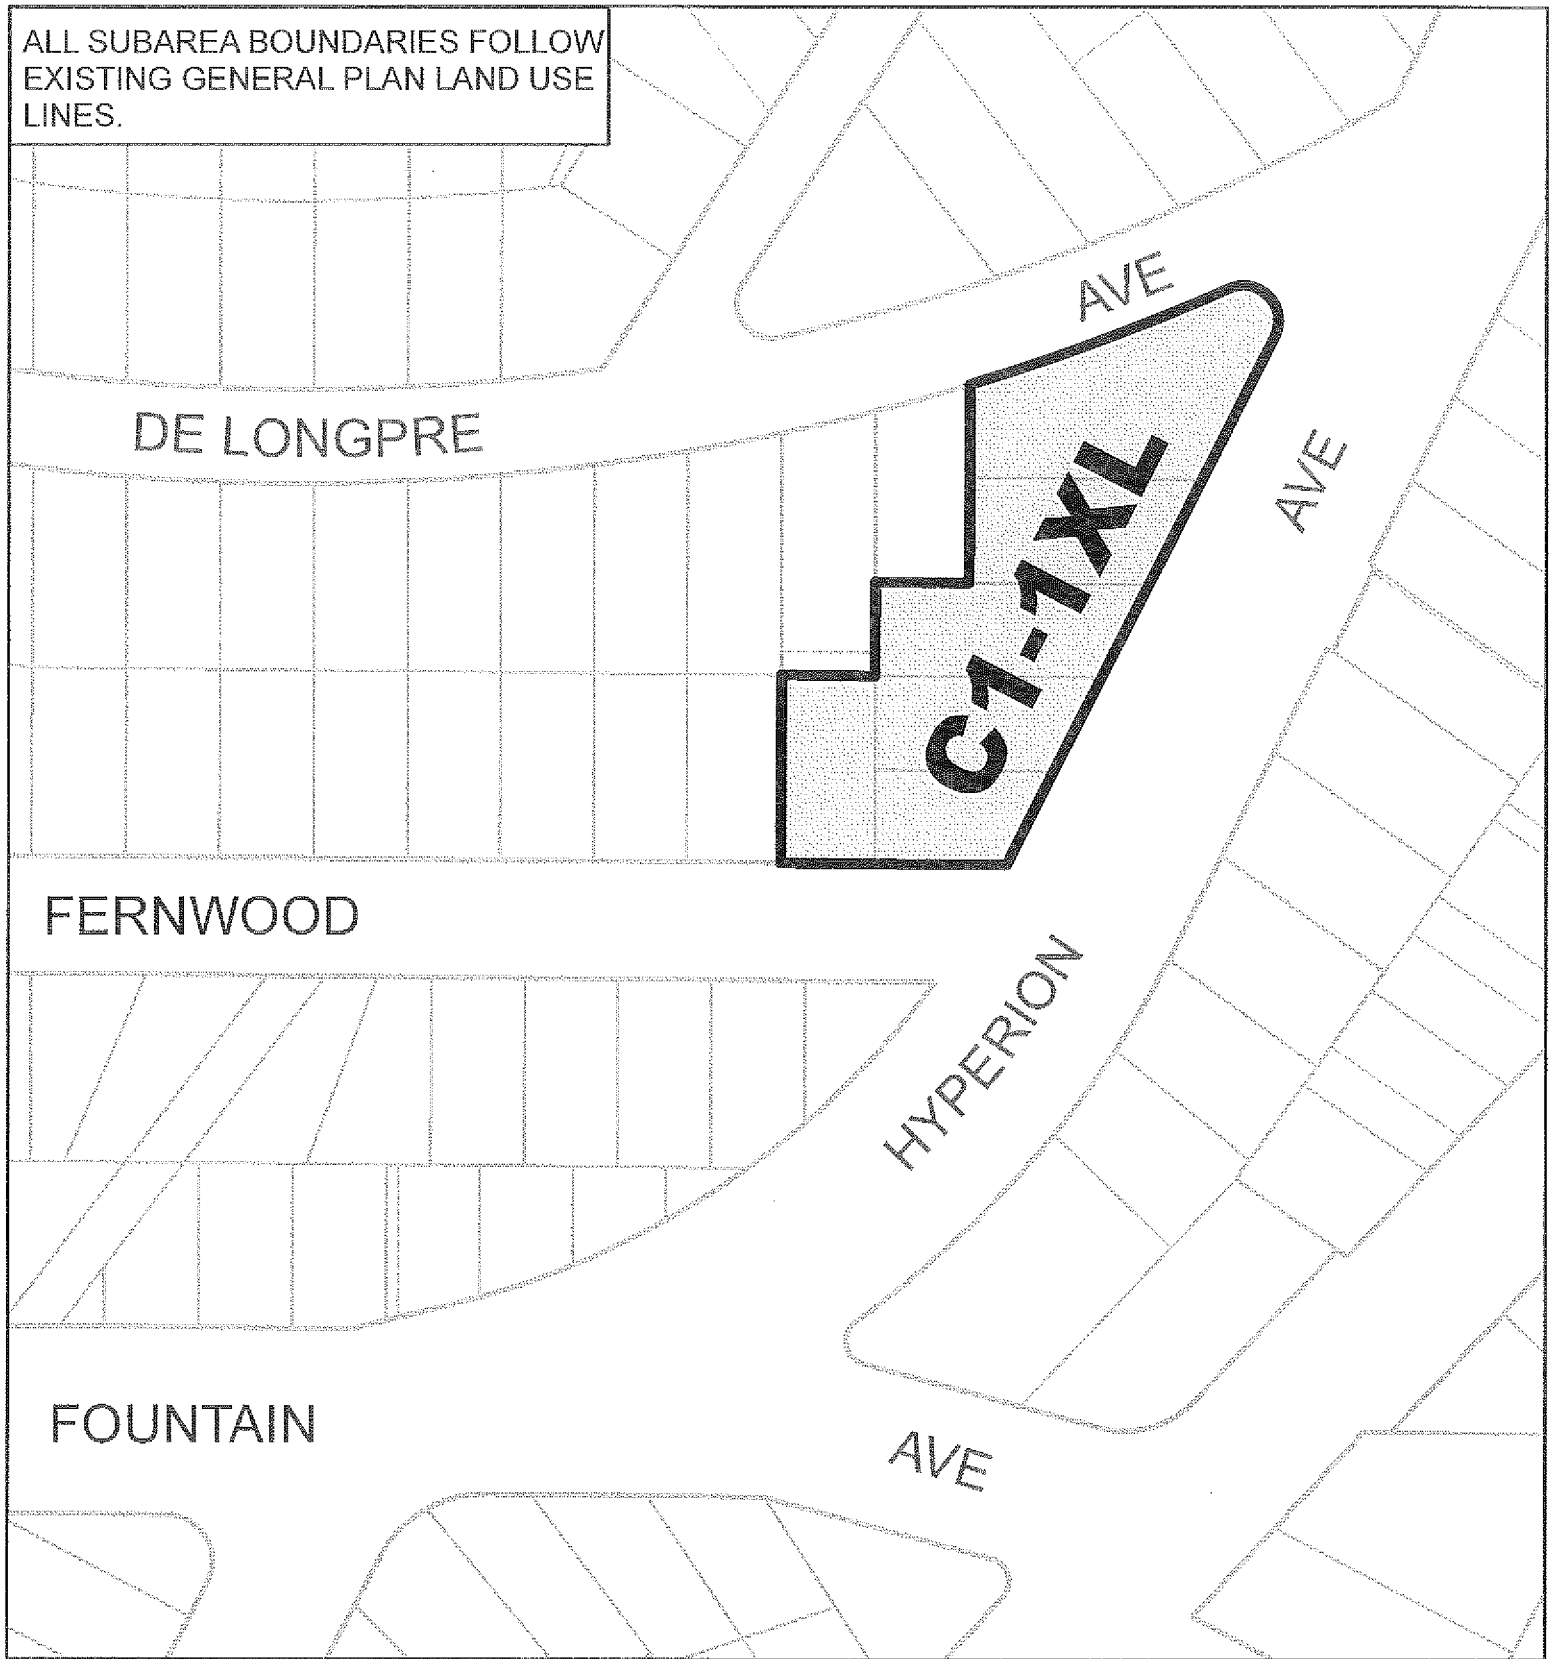 ALL SUBAREA BOUNDARIES FOLLOW
EXISTING GENERAL PLAN LAND USE
LINES.
AVE
DE LONGPRE
AVE
C1-1XL
FERNWOOD
HYPERION
FOUNTAIN
AVE